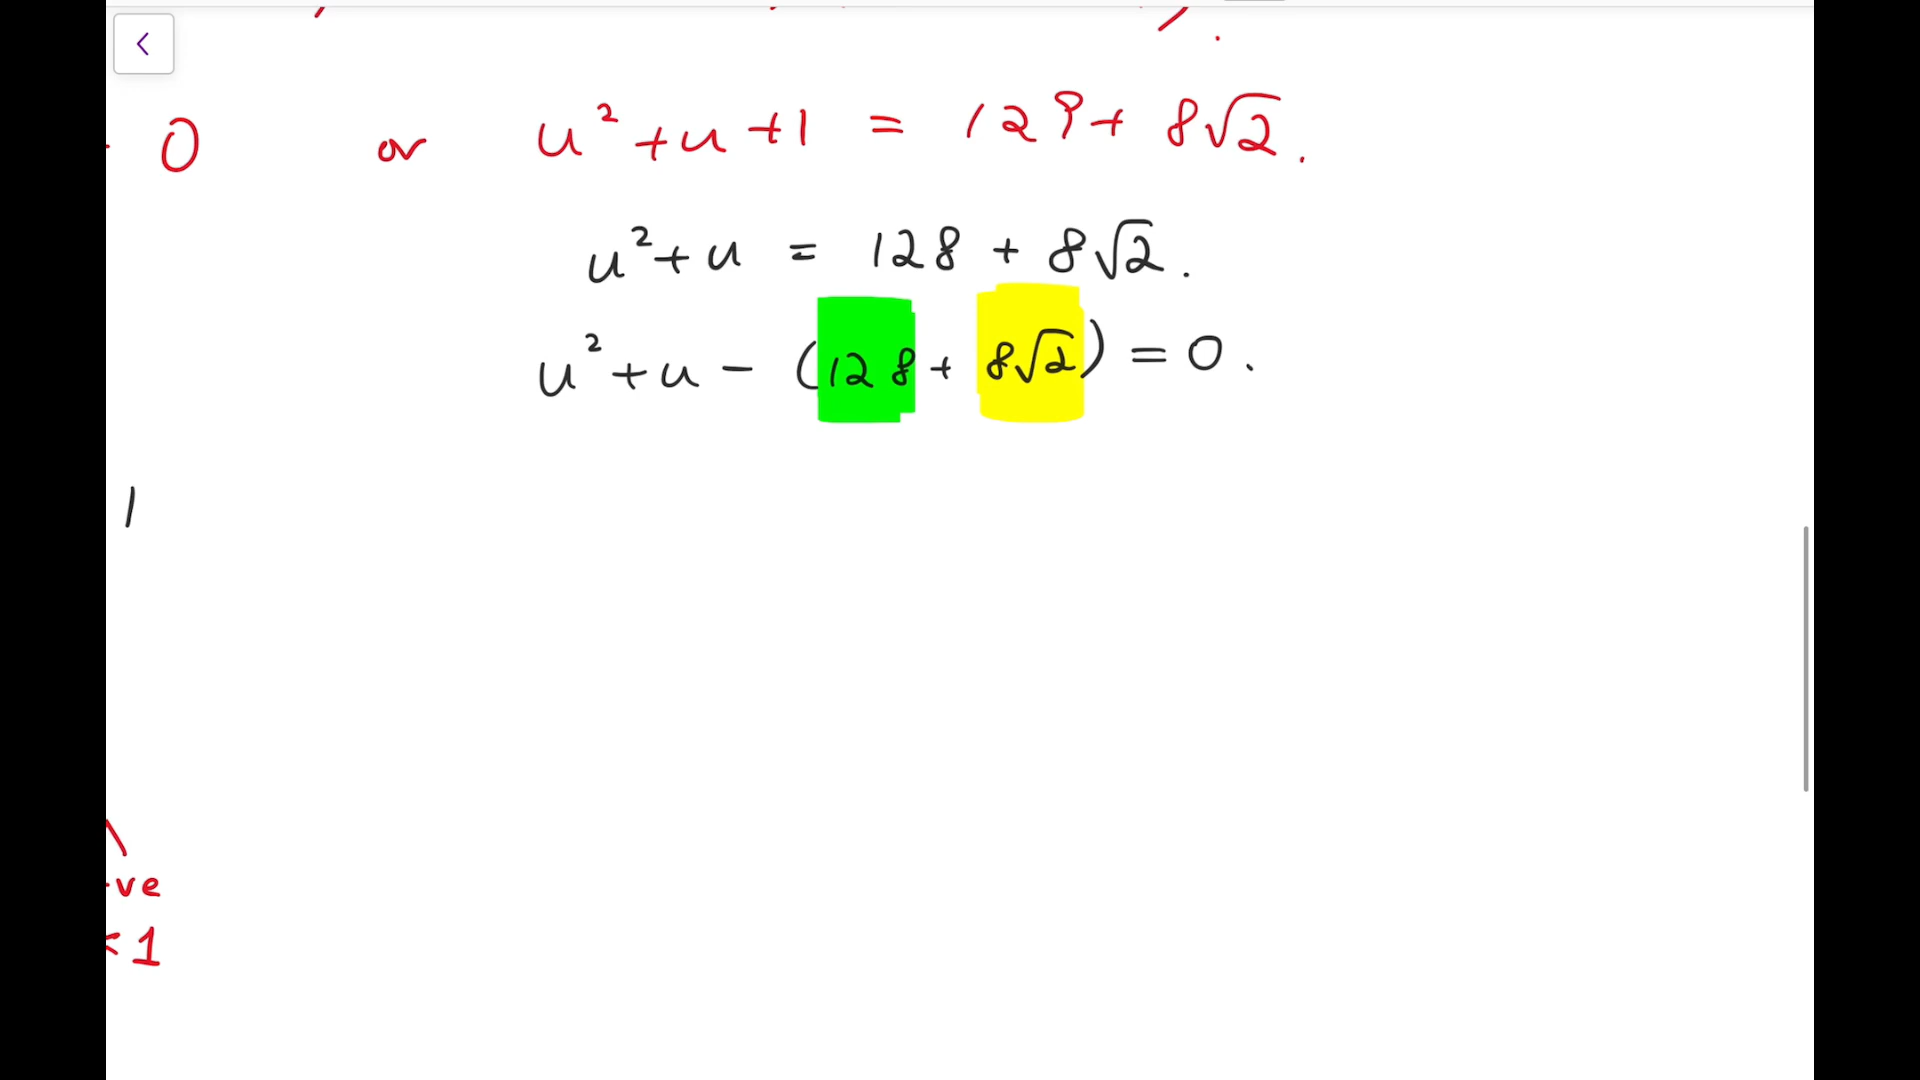 0 or u² + u + 1 = 129 + 8√2.
u² + u = 128 + 8√2.
u² + u - (128 + 8√2) = 0.
1
ve
< 1